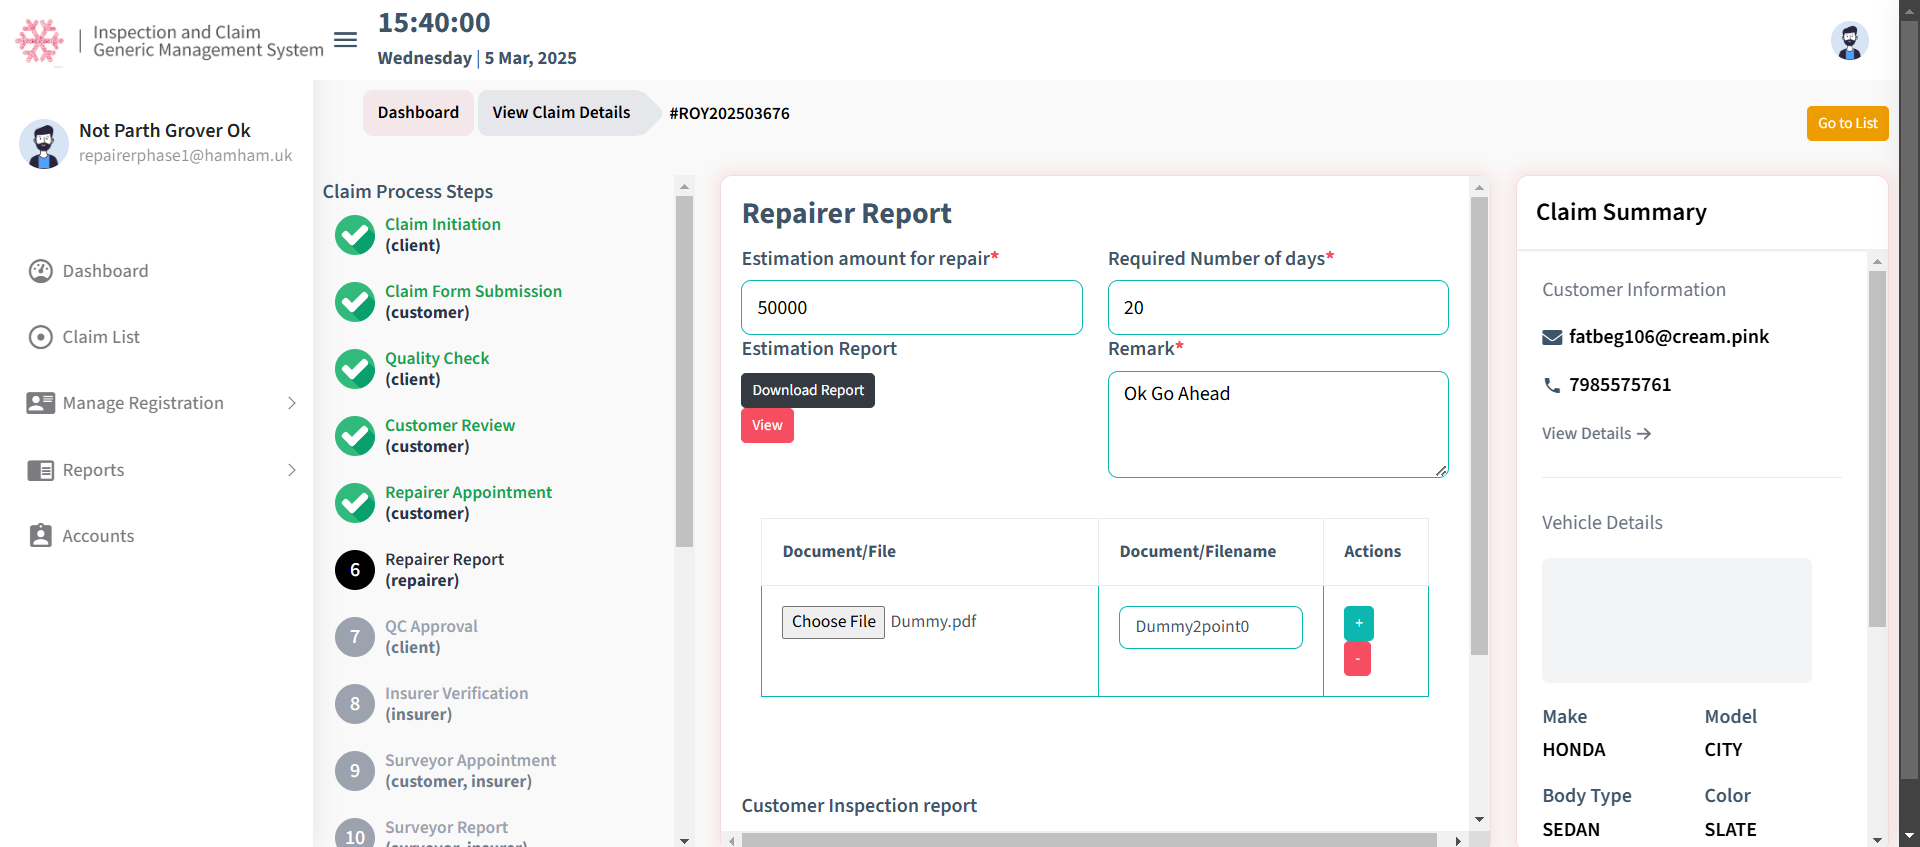 Inspection and Claim
Generic Management System
15:40:00
Wednesday | 5 Mar, 2025
Not Parth Grover Ok
repairerphase1@hamham.uk
Dashboard
Claim List
Manage Registration
Reports
Accounts
Dashboard
View Claim Details
#ROY202503676
Go to List
Claim Process Steps
Claim Initiation
(client)
Claim Form Submission
(customer)
Quality Check
(client)
Customer Review
(customer)
Repairer Appointment
(customer)
6
Repairer Report
(repairer)
7
QC Approval
(client)
8
Insurer Verification
(insurer)
9
Surveyor Appointment
(customer, insurer)
10
Surveyor Report
(surveyor, insurer)
Repairer Report
Estimation amount for repair*
50000
Required Number of days*
20
Estimation Report
Download Report
View
Remark*
Ok Go Ahead
Document/File
Document/Filename
Actions
Choose File Dummy.pdf
Dummy2point0
+
-
Customer Inspection report
Claim Summary
Customer Information
fatbeg106@cream.pink
7985575761
View Details →
Vehicle Details
Make
HONDA
Model
CITY
Body Type
SEDAN
Color
SLATE